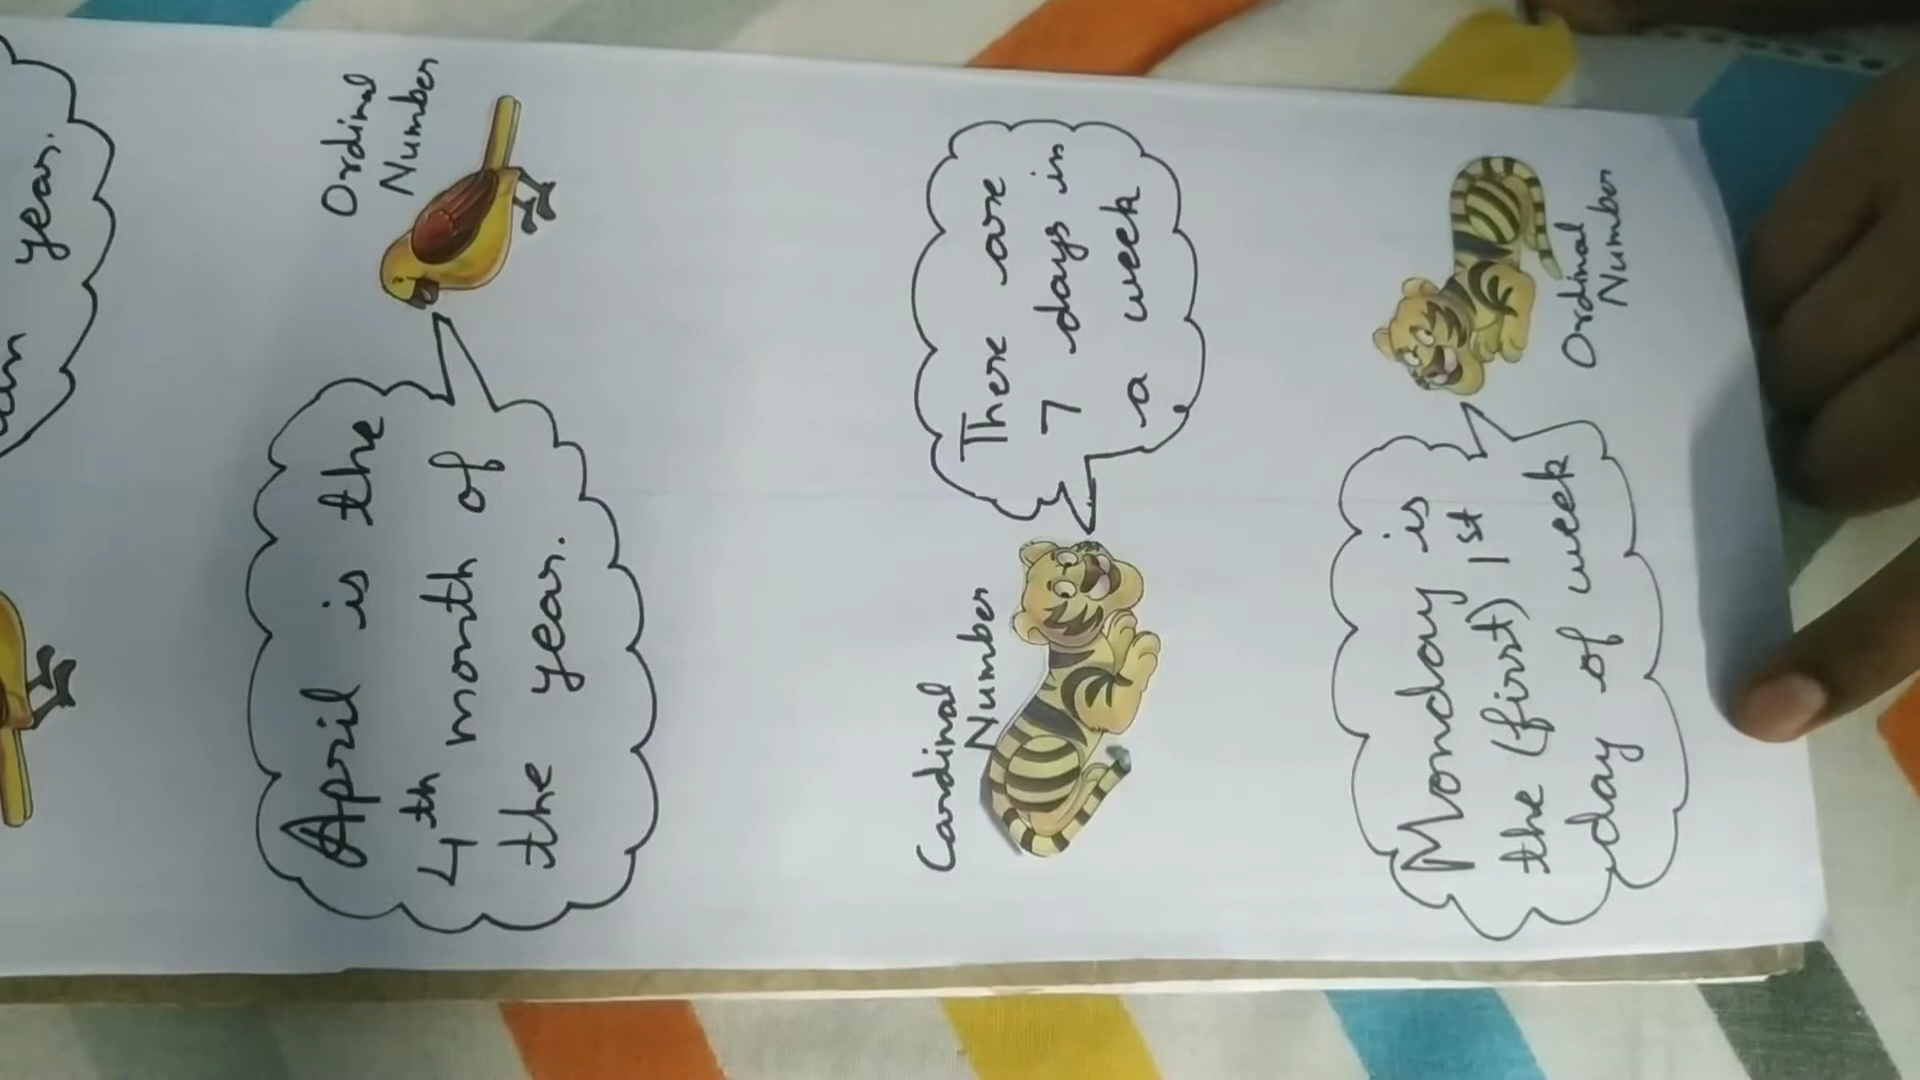 year.
Ordinal
Number
April is the
4th month of
the year.
There are
7 days in
a week
Cardinal
Number
Ordinal
Number
Monday is
the (first) 1st
day of week